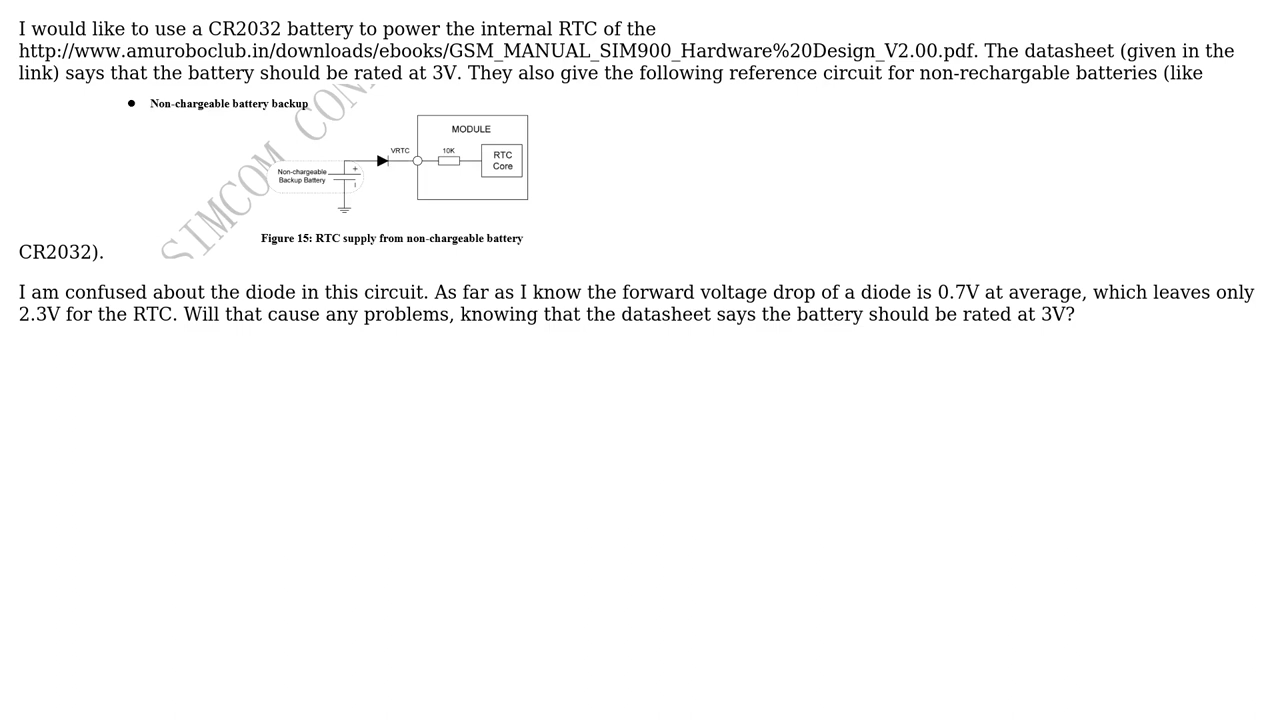 I would like to use a CR2032 battery to power the internal RTC of the
http://www.amuroboclub.in/downloads/ebooks/GSM_MANUAL_SIM900_Hardware%20Design_V2.00.pdf. The datasheet (given in the
link) says that the battery should be rated at 3V. They also give the following reference circuit for non-rechargable batteries (like
● Non-chargeable battery backup
MODULE
VRTC
10K
RTC
Core
Non-chargeable
Backup Battery
+
SIMCOM
Figure 15: RTC supply from non-chargeable battery
CR2032).
I am confused about the diode in this circuit. As far as I know the forward voltage drop of a diode is 0.7V at average, which leaves only
2.3V for the RTC. Will that cause any problems, knowing that the datasheet says the battery should be rated at 3V?